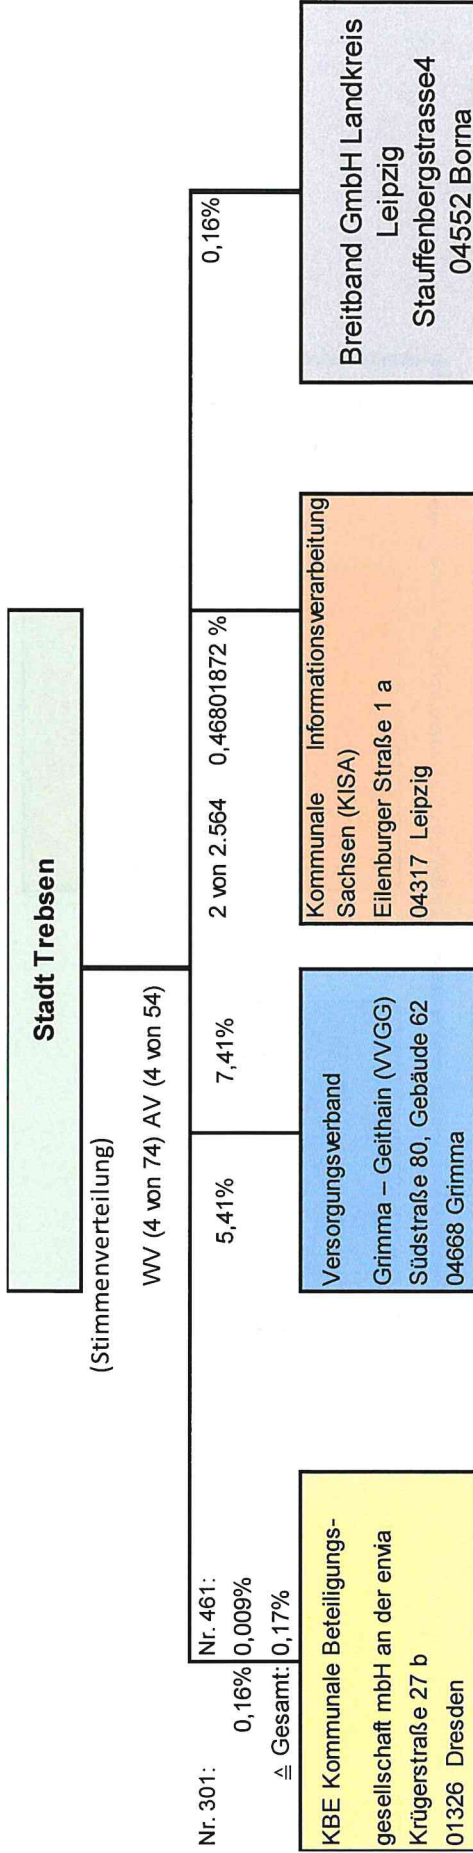 Stadt Trebsen
(Stimmenverteilung)
WV (4 von 74) AV (4 von 54)
Nr. 301: Nr. 461:
0,16% 0,009%
≙ Gesamt: 0,17%
5,41% 7,41%
2 von 2.564 0,46801872 %
0,16%
KBE Kommunale Beteiligungs-
gesellschaft mbH an der envia
Krügerstraße 27 b
01326 Dresden
Versorgungsverband
Grimma – Geithain (VVGG)
Südstraße 80, Gebäude 62
04668 Grimma
Kommunale Informationsverarbeitung
Sachsen (KISA)
Eilenburger Straße 1 a
04317 Leipzig
Breitband GmbH Landkreis
Leipzig
Stauffenbergstrasse4
04552 Borna